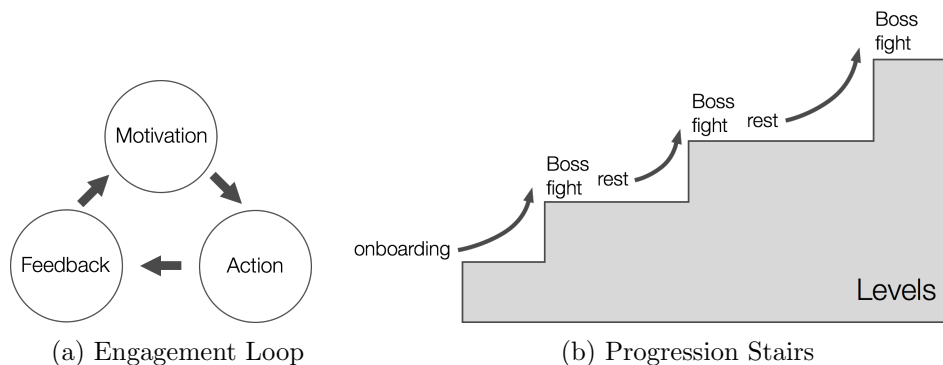 Motivation
Feedback
Action
(a) Engagement Loop
onboarding
Boss
fight
rest
Boss
fight
rest
Boss
fight
Levels
(b) Progression Stairs